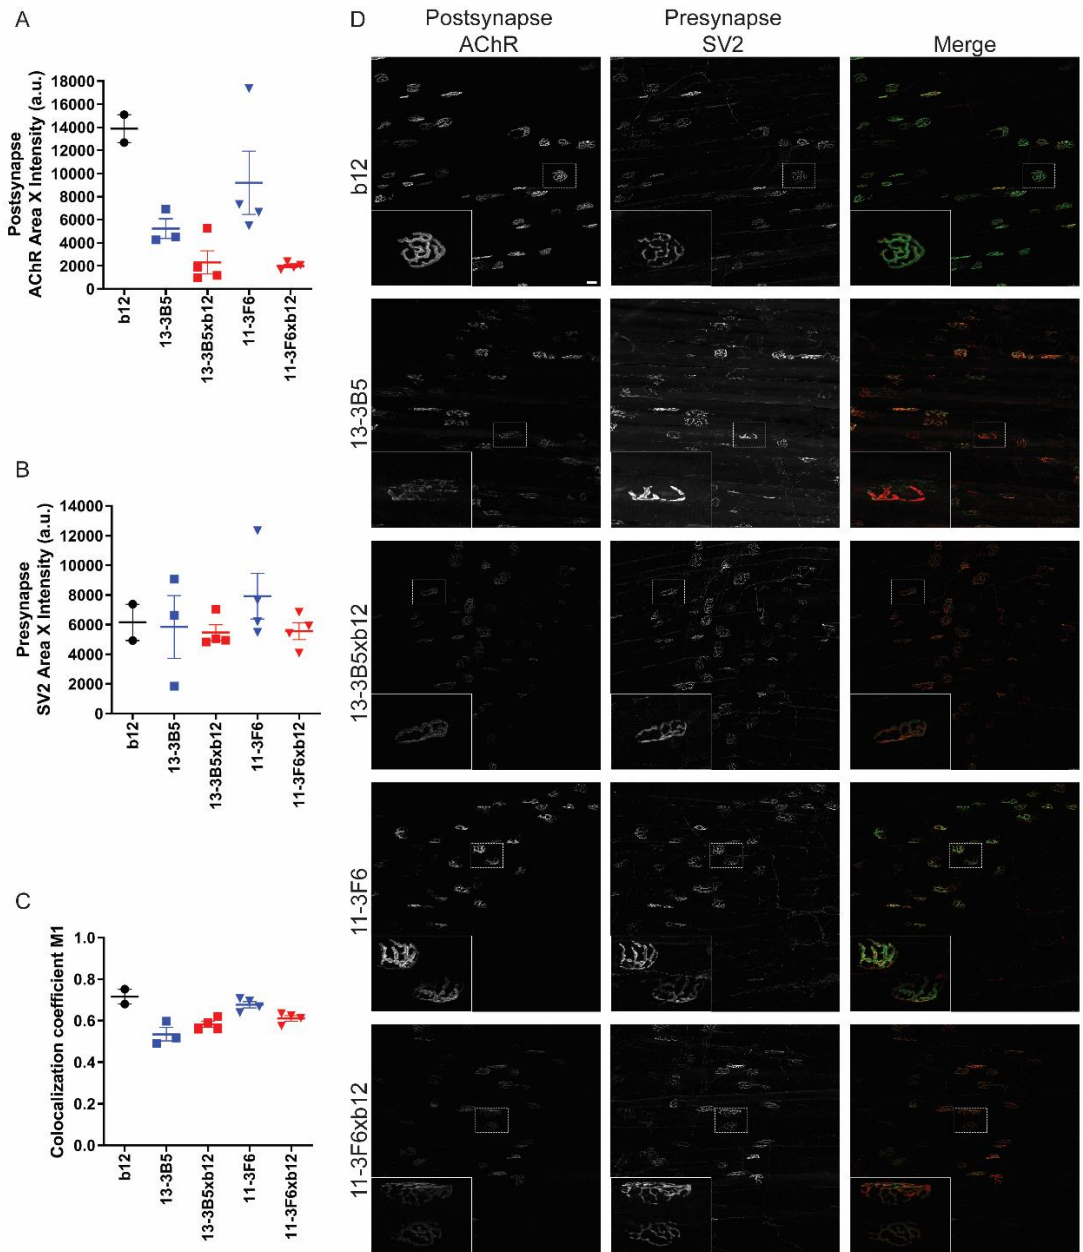 A
Postsynapse
AChR Area X Intensity (a.u.)
18000
16000
14000
12000
10000
8000
6000
4000
2000
0
b12
13-3B5
13-3B5xb12
11-3F6
11-3F6xb12
B
Presynapse
SV2 Area X Intensity (a.u.)
14000
12000
10000
8000
6000
4000
2000
0
b12
13-3B5
13-3B5xb12
11-3F6
11-3F6xb12
C
Colocalization coefficient M1
1.0
0.8
0.6
0.4
0.2
0.0
b12
13-3B5
13-3B5xb12
11-3F6
11-3F6xb12
D
Postsynapse
AChR
Presynapse
SV2
Merge
b12
13-3B5
13-3B5xb12
11-3F6
11-3F6xb12